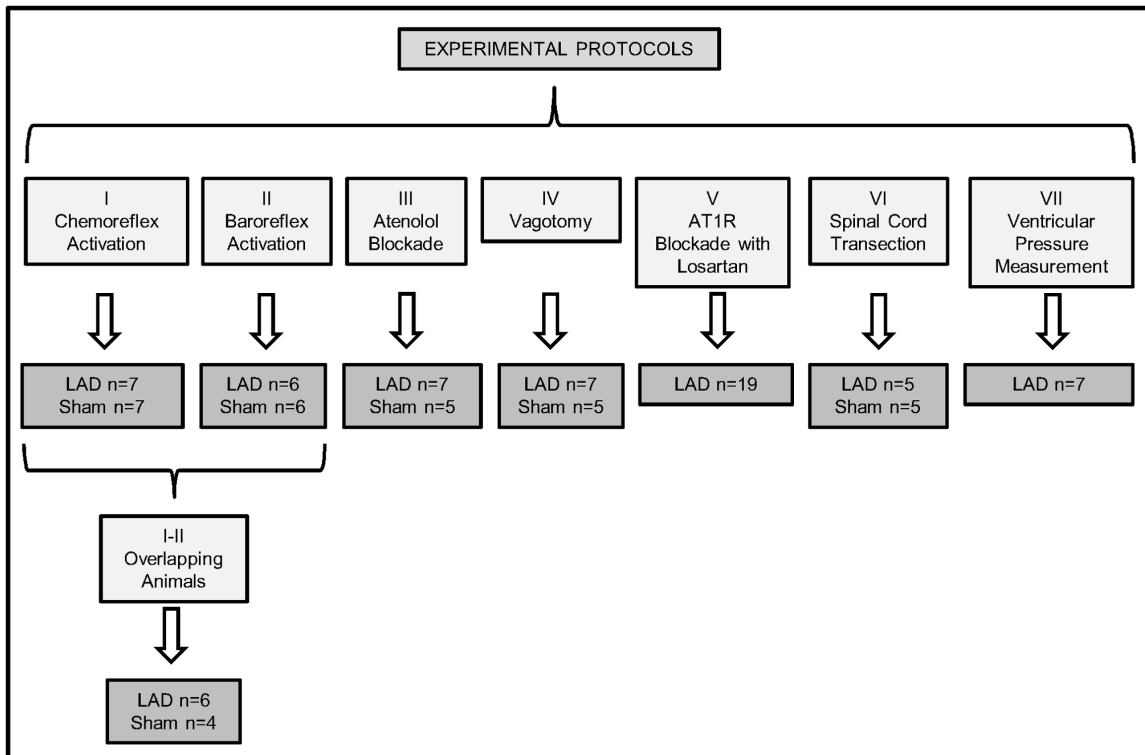 EXPERIMENTAL PROTOCOLS
I
Chemoreflex
Activation
II
Baroreflex
Activation
III
Atenolol
Blockade
IV
Vagotomy
V
AT1R
Blockade with
Losartan
VI
Spinal Cord
Transection
VII
Ventricular
Pressure
Measurement
LAD n=7
Sham n=7
LAD n=6
Sham n=6
LAD n=7
Sham n=5
LAD n=7
Sham n=5
LAD n=19
LAD n=5
Sham n=5
LAD n=7
I-II
Overlapping
Animals
LAD n=6
Sham n=4